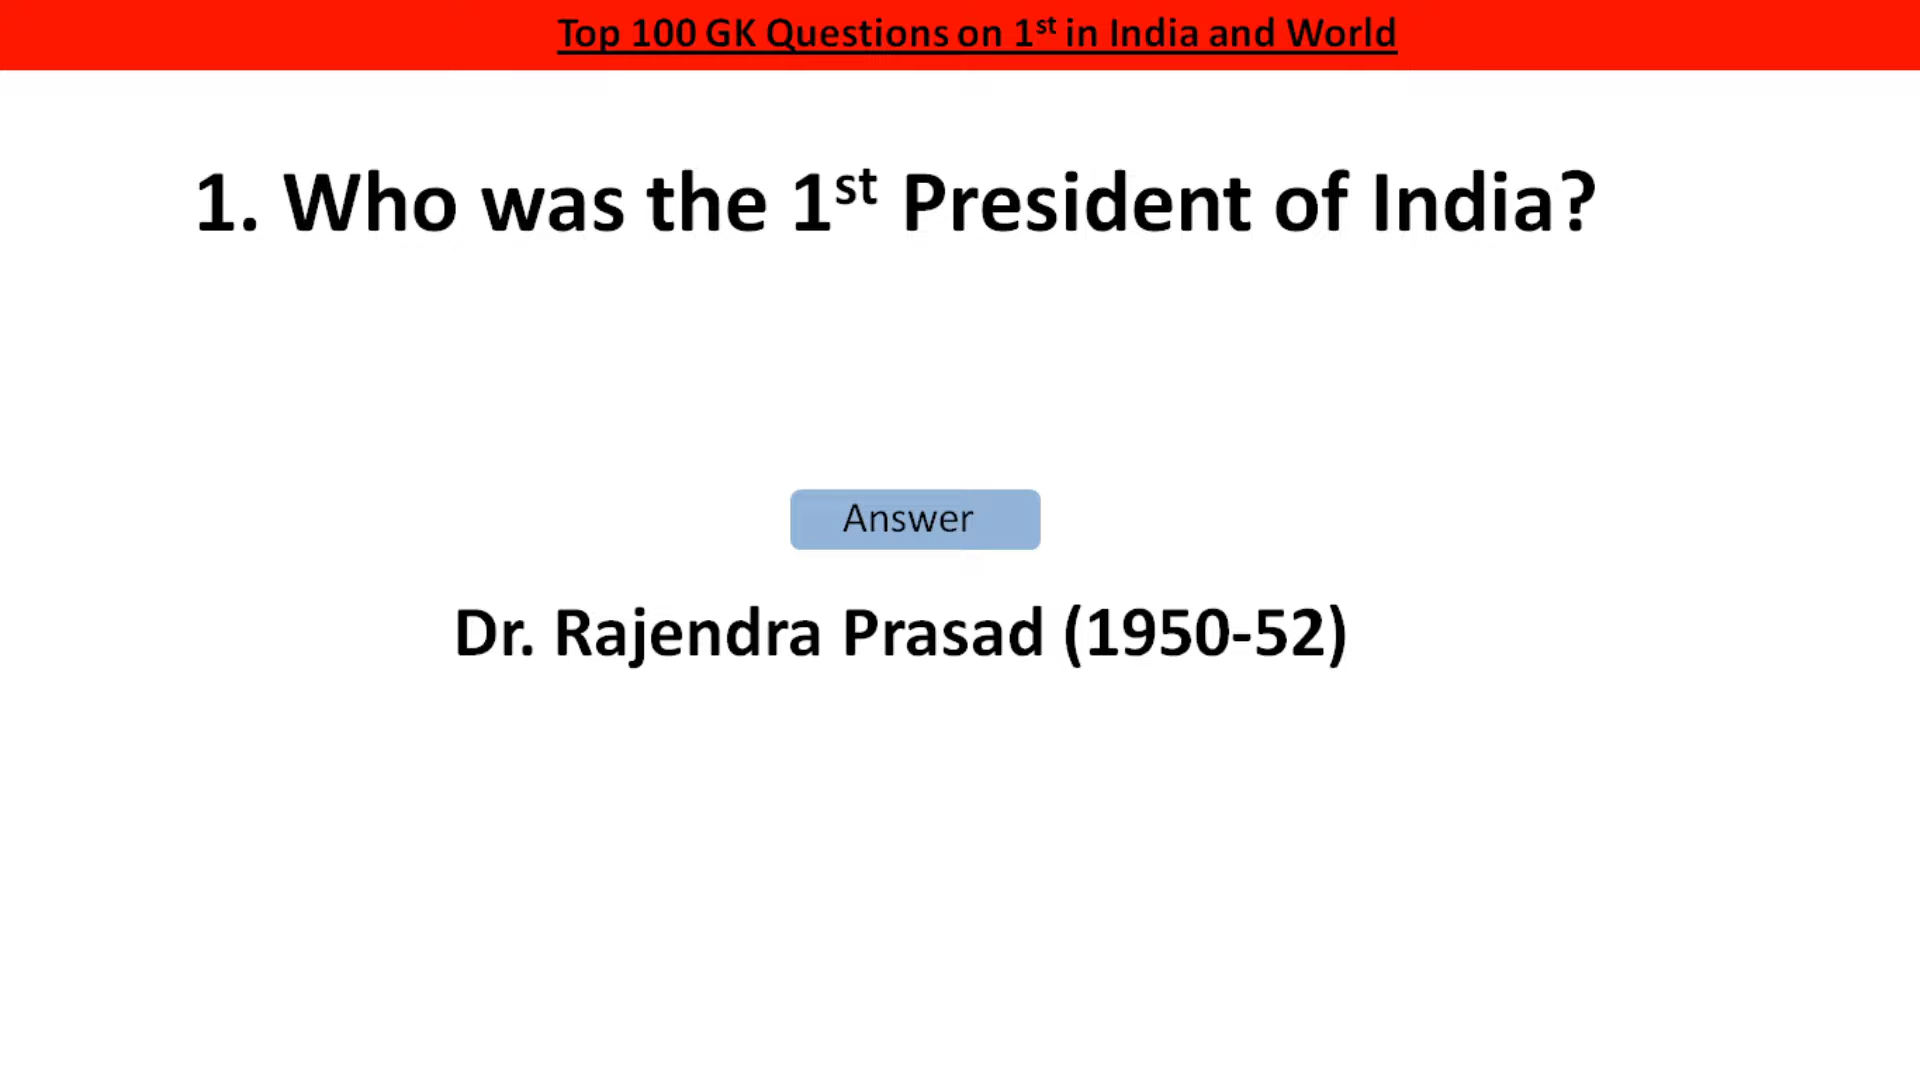 Top 100 GK Questions on 1st in India and World
1. Who was the 1st President of India?
Answer
Dr. Rajendra Prasad (1950-52)